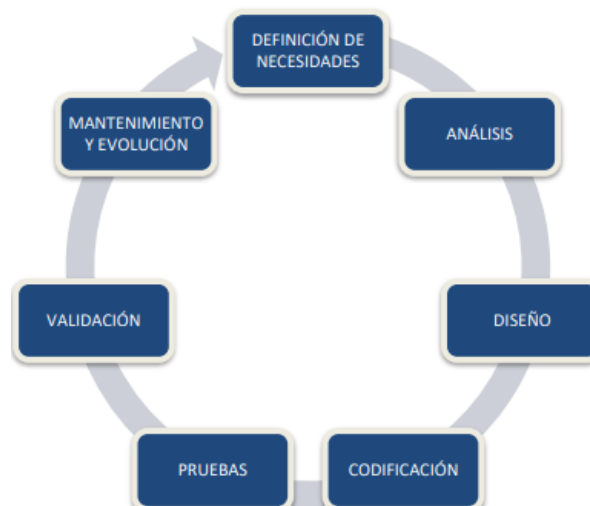 DEFINICIÓN DE
NECESIDADES
ANÁLISIS
DISEÑO
CODIFICACIÓN
PRUEBAS
VALIDACIÓN
MANTENIMIENTO
Y EVOLUCIÓN